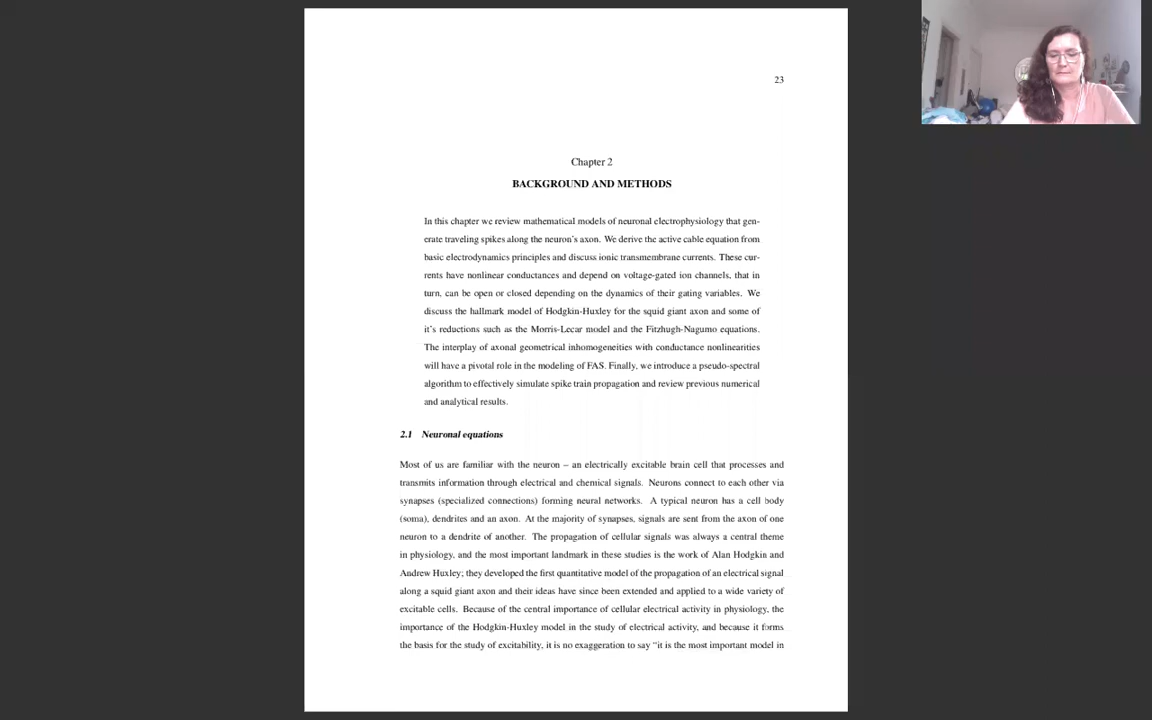 23
Chapter 2
BACKGROUND AND METHODS
In this chapter we review mathematical models of neuronal electrophysiology that gen-
erate traveling spikes along the neuron's axon. We derive the active cable equation from
basic electrodynamics principles and discuss ionic transmembrane currents. These cur-
rents have nonlinear conductances and depend on voltage-gated ion channels, that in
turn, can be open or closed depending on the dynamics of their gating variables. We
discuss the hallmark model of Hodgkin-Huxley for the squid giant axon and some of
it's reductions such as the Morris-Lecar model and the Fitzhugh-Nagumo equations.
The interplay of axonal geometrical inhomogeneities with conductance nonlinearities
will have a pivotal role in the modeling of FAS. Finally, we introduce a pseudo-spectral
algorithm to effectively simulate spike train propagation and review previous numerical
and analytical results.
2.1 Neuronal equations
Most of us are familiar with the neuron – an electrically excitable brain cell that processes and
transmits information through electrical and chemical signals. Neurons connect to each other via
synapses (specialized connections) forming neural networks. A typical neuron has a cell body
(soma), dendrites and an axon. At the majority of synapses, signals are sent from the axon of one
neuron to a dendrite of another. The propagation of cellular signals was always a central theme
in physiology, and the most important landmark in these studies is the work of Alan Hodgkin and
Andrew Huxley; they developed the first quantitative model of the propagation of an electrical signal
along a squid giant axon and their ideas have since been extended and applied to a wide variety of
excitable cells. Because of the central importance of cellular electrical activity in physiology, the
importance of the Hodgkin-Huxley model in the study of electrical activity, and because it forms
the basis for the study of excitability, it is no exaggeration to say “it is the most important model in